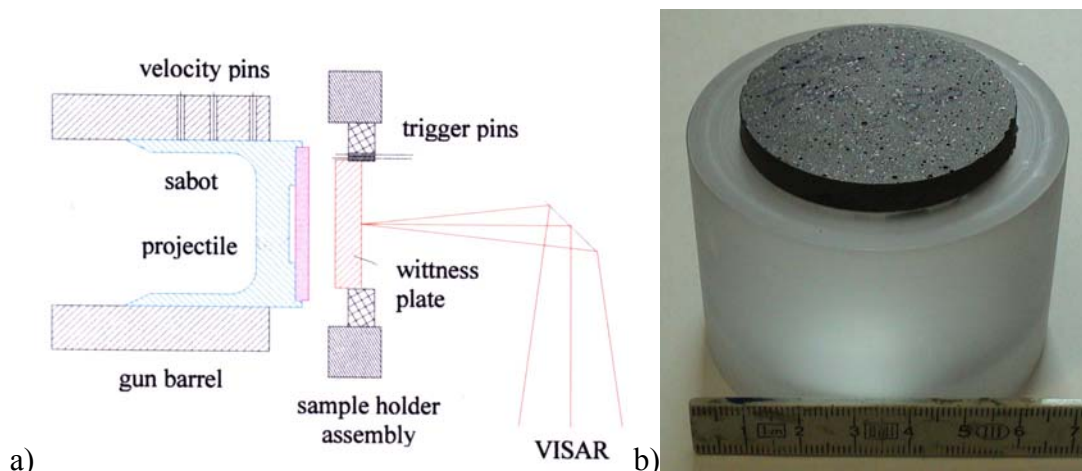 velocity pins
trigger pins
sabot
projectile
wittness
plate
gun barrel
sample holder
assembly
VISAR
a)
b)
1 1m 2 3 4 5 6 7